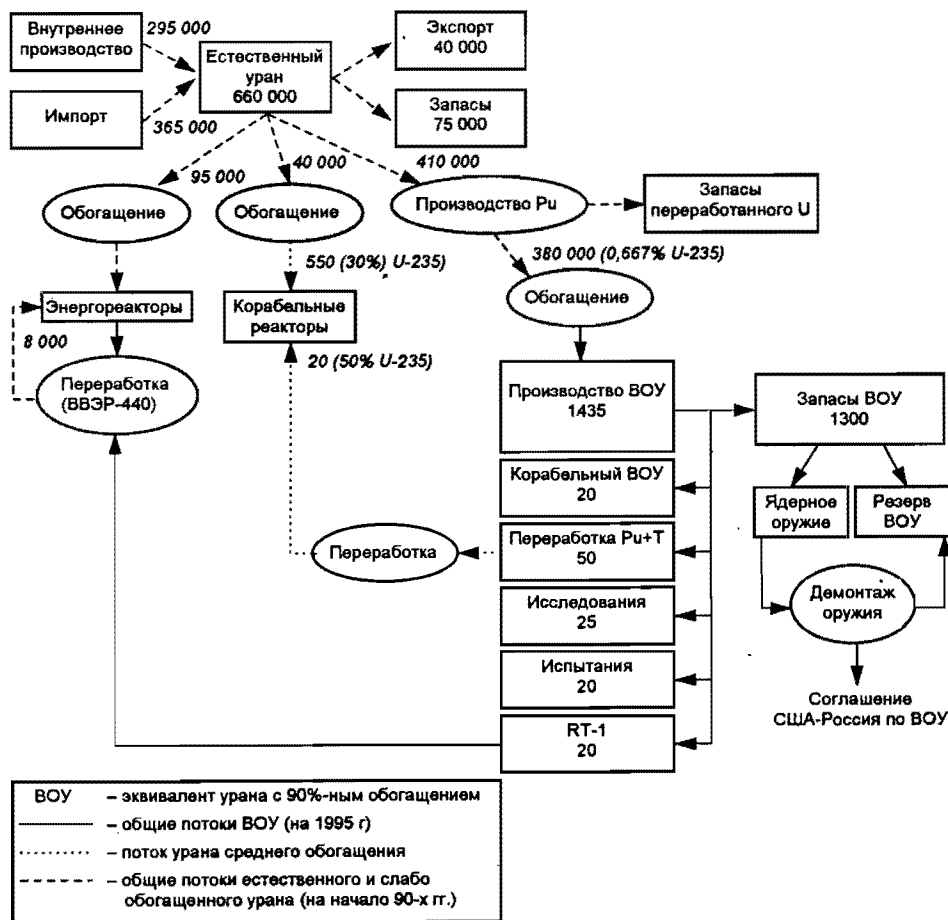 Внутреннее
производство
295 000
Импорт
365 000
Естественный
уран
660 000
Экспорт
40 000
Запасы
75 000
95 000
40 000
410 000
Обогащение
Обогащение
Производство Pu
Запасы
переработанного U
550 (30%) U-235)
380 000 (0,667% U-235)
Обогащение
Энергореакторы
8 000
Корабельные
реакторы
20 (50% U-235)
Переработка
(ВВЭР-440)
Производство ВОУ
1435
Запасы ВОУ
1300
Корабельный ВОУ
20
Ядерное
оружие
Резерв
ВОУ
Переработка
Переработка Pu+T
50
Демонтаж
оружия
Исследования
25
Испытания
20
Соглашение
США-Россия по ВОУ
RT-1
20
ВОУ – эквивалент урана с 90%-ным обогащением
– общие потоки ВОУ (на 1995 г)
– поток урана среднего обогащения
– общие потоки естественного и слабо
обогащенного урана (на начало 90-х гг.)